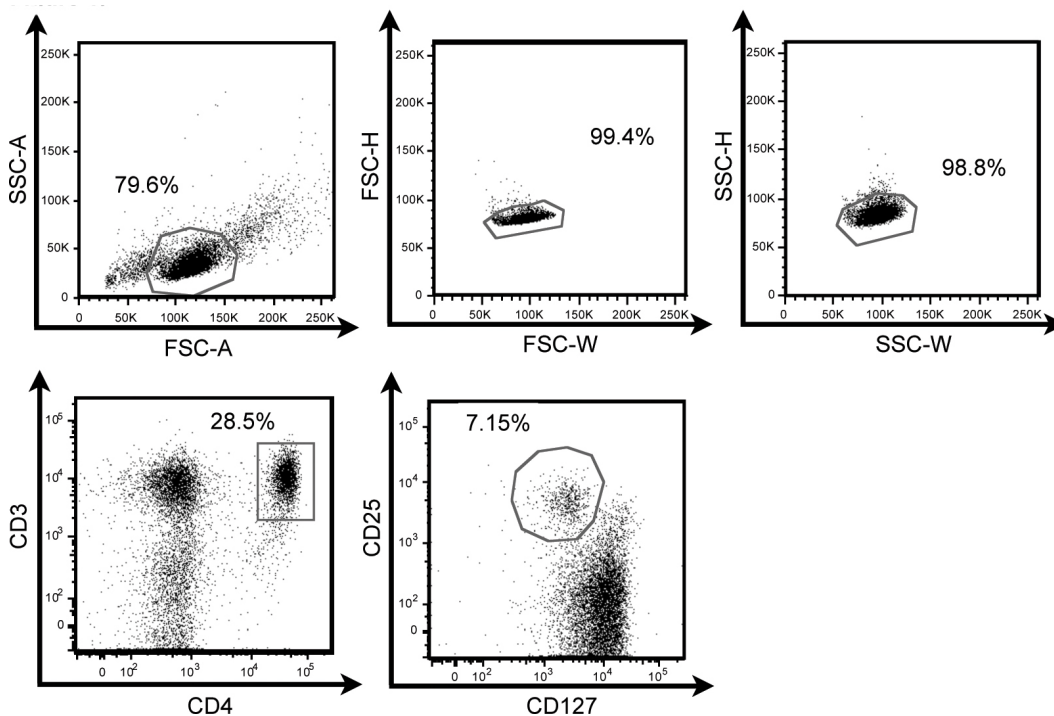 250K
200K
150K
100K
50K
0
0 50K 100K 150K 200K 250K
SSC-A
FSC-A
79.6%
250K
200K
150K
100K
50K
0
0 50K 100K 150K 200K 250K
FSC-H
FSC-W
99.4%
250K
200K
150K
100K
50K
0
0 50K 100K 150K 200K 250K
SSC-H
SSC-W
98.8%
28.5%
10⁵
10⁴
10³
10²
0
0 10² 10³ 10⁴ 10⁵
CD3
CD4
7.15%
10⁵
10⁴
10³
10²
0
0 10² 10³ 10⁴ 10⁵
CD25
CD127